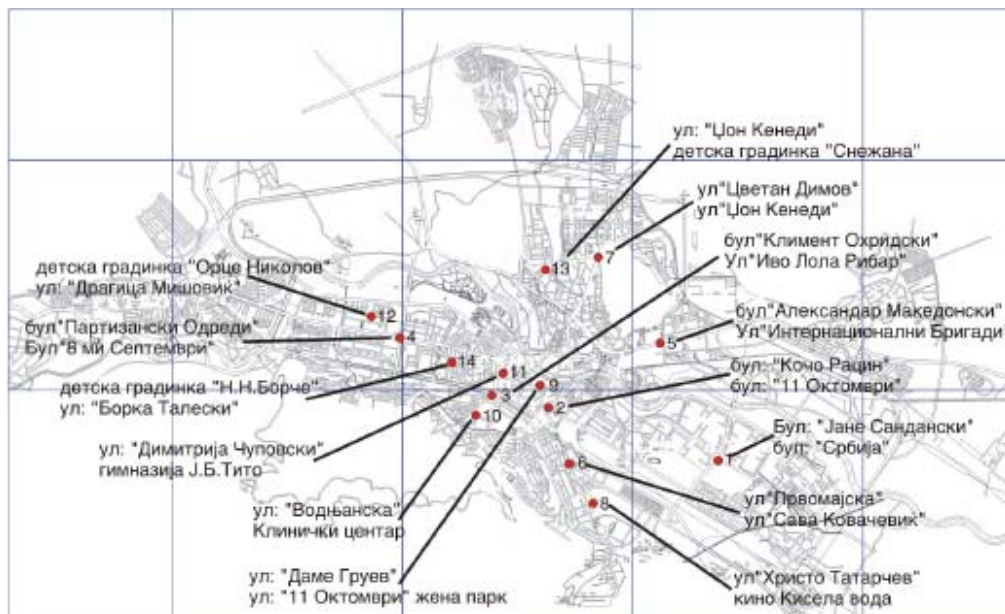 ул: "Џон Кенеди"
детска градинка "Снежана"
ул"Цветан Димов"
ул"Џон Кенеди"
бул"Климент Охридски"
Ул"Иво Лола Рибар"
13
7
детска градинка "Орце Николов"
ул: "Драгица Мишовик"
12
бул"Партизански Одреди"
Бул"8 ми Септември"
4
бул"Александар Македонски"
Ул"Интернационални Бригади"
5
14
11
бул: "Кочо Рацин"
бул: "11 Октомври"
детска градинка "Н.Н.Борче"
ул: "Борка Талески"
9
3
2
10
ул: "Димитрија Чуповски"
гимназија Ј.Б.Тито
Бул: "Јане Сандански"
бул: "Србија"
1
6
ул: "Водњанска"
Клинички центар
ул"Првомајска"
ул"Сава Ковачевик"
8
ул: "Даме Груев"
ул: "11 Октомври" жена парк
ул"Христо Татарчев"
кино Кисела вода